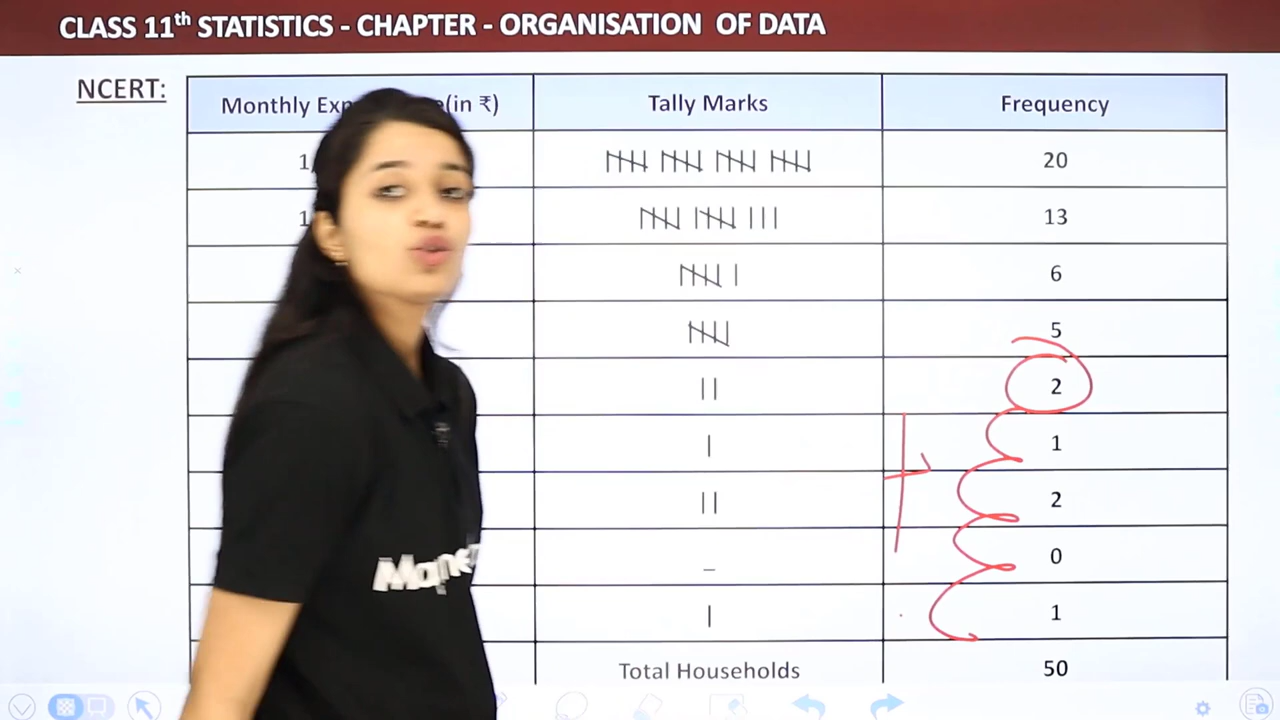 CLASS 11th STATISTICS - CHAPTER - ORGANISATION OF DATA
NCERT:
Monthly (in ₹) Tally Marks Frequency
20
13
6
5
2
1
2
– 0
1
Total Households 50